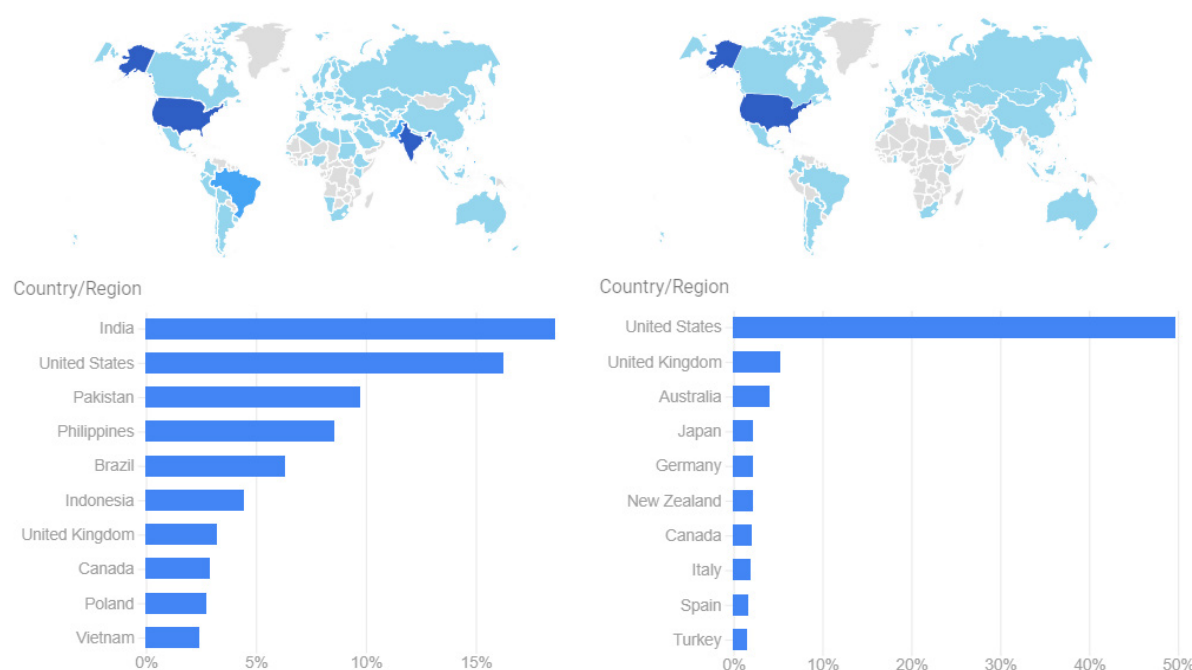 Country/Region
India
United States
Pakistan
Philippines
Brazil
Indonesia
United Kingdom
Canada
Poland
Vietnam
0% 5% 10% 15%
Country/Region
United States
United Kingdom
Australia
Japan
Germany
New Zealand
Canada
Italy
Spain
Turkey
0% 10% 20% 30% 40% 50%